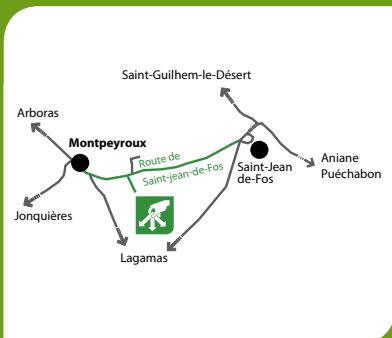 Saint-Guilhem-le-Désert
Arboras
Montpeyroux
Route de
Saint-jean-de-Fos
Saint-Jean
de-Fos
Aniane
Puéchabon
Jonquières
Lagamas